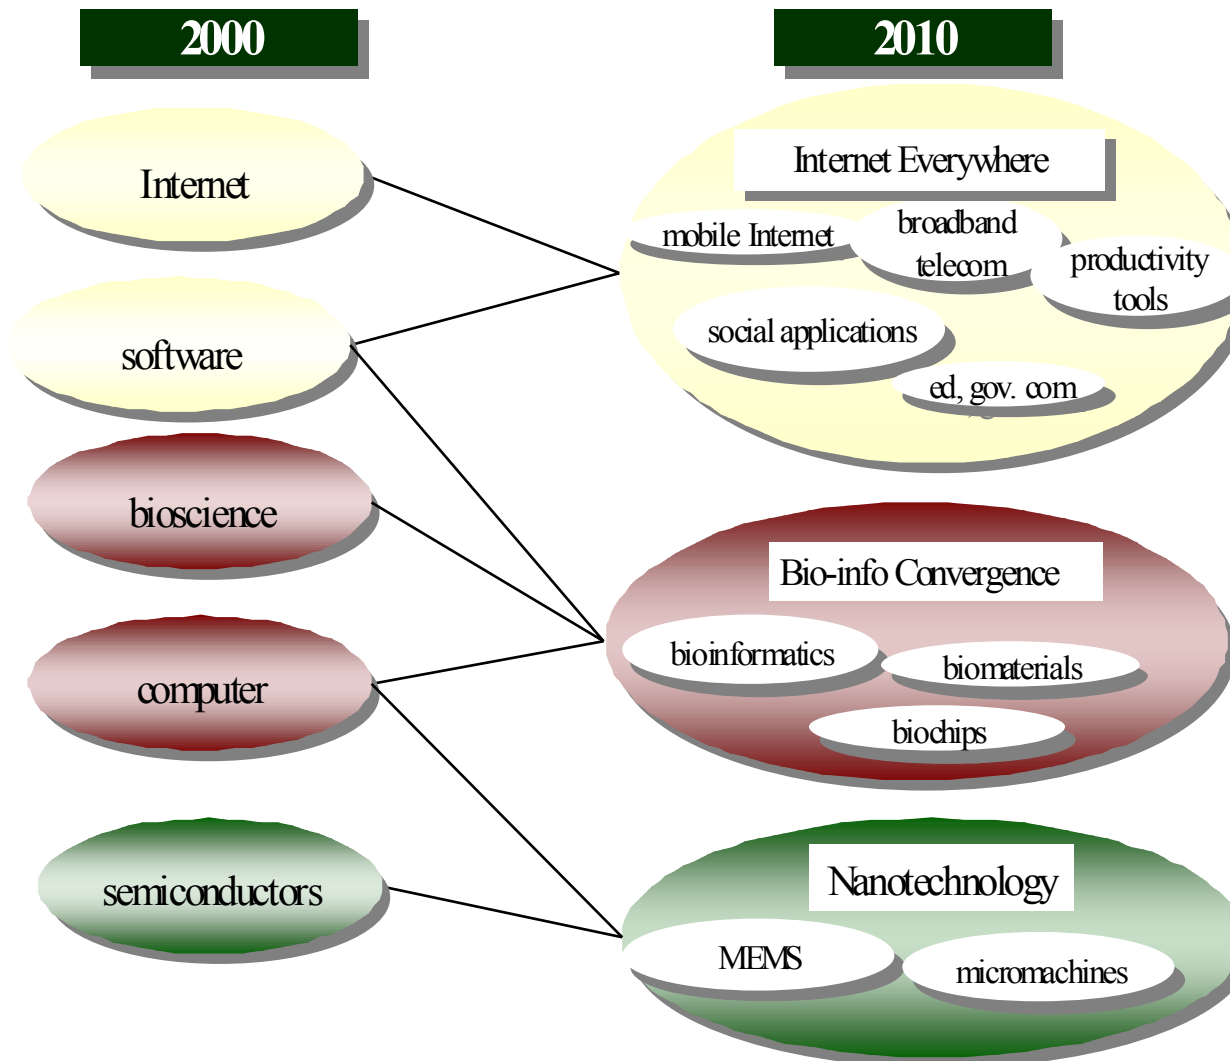 2000
2010
Internet
software
bioscience
computer
semiconductors
Internet Everywhere
mobile Internet
broadband
telecom
productivity
tools
social applications
ed, gov. com
Bio-info Convergence
bioinformatics
biomaterials
biochips
Nanotechnology
MEMS
micromachines